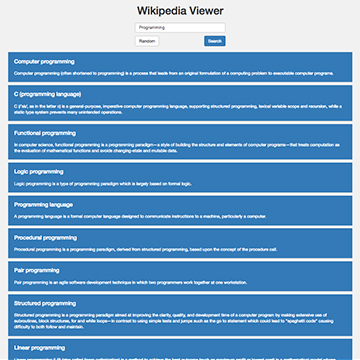 Wikipedia Viewer
Programming
Random
Search
Computer programming
Computer programming (often shortened to programming) is a process that leads from an original formulation of a computing problem to executable computer programs.
C (programming language)
C is a general-purpose, imperative computer programming language, supporting structured programming, lexical variable scope and recursion, while a
static type system prevents many unintended operations.
Functional programming
In computer science, functional programming is a programming paradigm—a style of building the structure and elements of computer programs—that treats computation as
the evaluation of mathematical functions and avoids changing-state and mutable data.
Logic programming
Logic programming is a type of programming paradigm which is largely based on formal logic.
Programming language
A programming language is a formal computer language designed to communicate instructions to a machine, particularly a computer.
Procedural programming
Procedural programming is a programming paradigm, derived from structured programming, based upon the concept of the procedure call.
Pair programming
Pair programming is an agile software development technique in which two programmers work together at one workstation.
Structured programming
Structured programming is a programming paradigm aimed at improving the clarity, quality, and development time of a computer program by making extensive use of
subroutines, block structures, for and while loops—in contrast to using simple tests and jumps such as the go to statement which could lead to "spaghetti code" causing
difficulty to both follow and maintain.
Linear programming